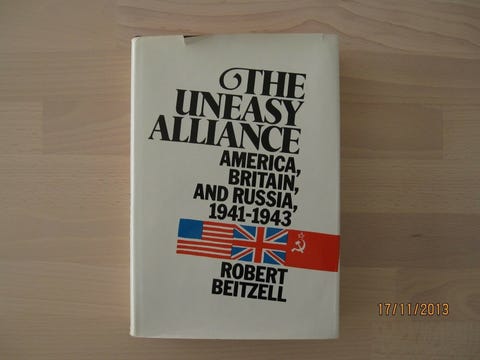 THE
UNEASY
ALLIANCE
AMERICA,
BRITAIN,
AND RUSSIA,
1941-1943
ROBERT
BEITZELL
17/11/2013